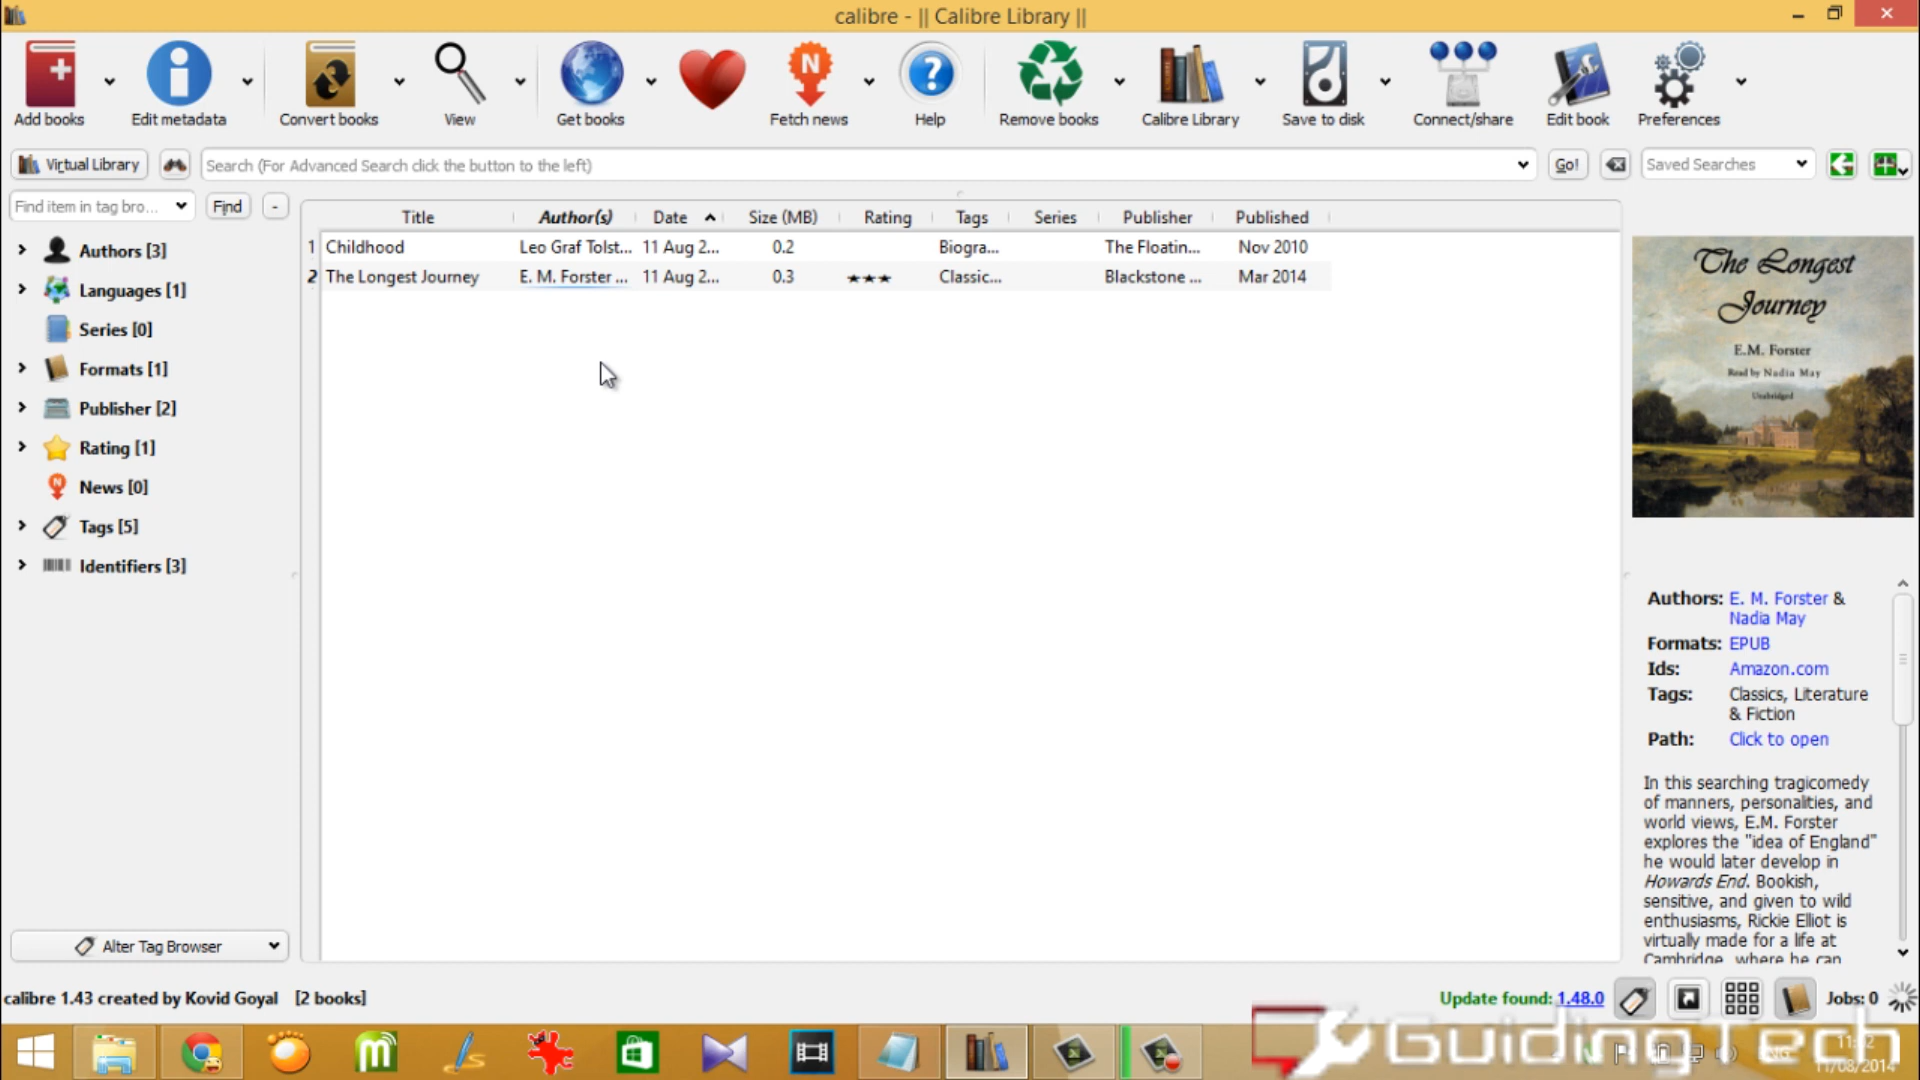 calibre - || Calibre Library ||
Add books
Edit metadata
Convert books
View
Get books
Fetch news
Help
Remove books
Calibre Library
Save to disk
Connect/share
Edit book
Preferences
Virtual Library
Search (For Advanced Search click the button to the left)
Go!
Saved Searches
Find item in tag bro...
Find
-
Title Author(s) Date Size (MB) Rating Tags Series Publisher Published
1 Childhood Leo Graf Tolst... 11 Aug 2... 0.2 Biogra... The Floatin... Nov 2010
2 The Longest Journey E. M. Forster ... 11 Aug 2... 0.3 ★★★ Classic... Blackstone ... Mar 2014
Authors [3]
Languages [1]
Series [0]
Formats [1]
Publisher [2]
Rating [1]
News [0]
Tags [5]
Identifiers [3]
Alter Tag Browser
The Longest
Journey
E.M. Forster
Read by Nadia May
Unabridged
Authors: E. M. Forster &
Nadia May
Formats: EPUB
Ids: Amazon.com
Tags: Classics, Literature
& Fiction
Path: Click to open
In this searching tragicomedy
of manners, personalities, and
world views, E.M. Forster
explores the "idea of England"
he would later develop in
Howards End. Bookish,
sensitive, and given to wild
enthusiasms, Rickie Elliot is
virtually made for a life at
Cambridge, where he can
calibre 1.43 created by Kovid Goyal [2 books]
Update found: 1.48.0
Jobs: 0
GuidingTech
11/08/2014